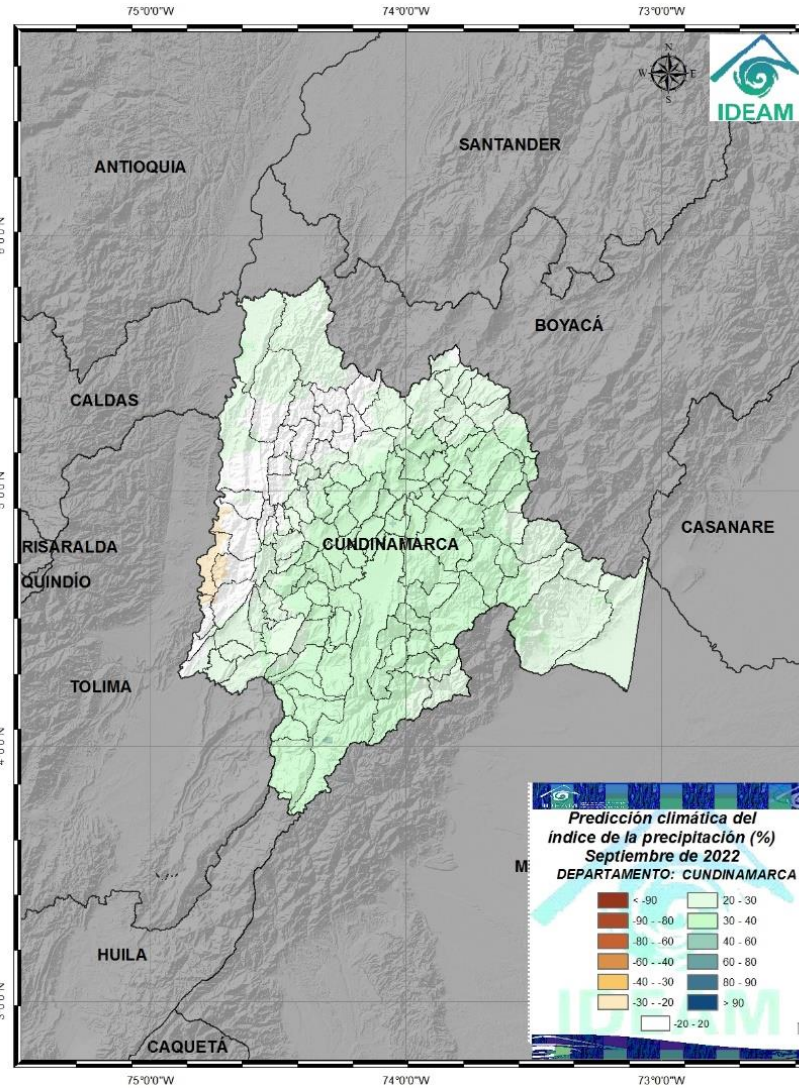 75°0'0"W 74°0'0"W 73°0'0"W
N
W E
S
IDEAM
ANTIOQUIA
SANTANDER
BOYACÁ
CALDAS
CASANARE
RISARALDA
CUNDINAMARCA
QUINDÍO
TOLIMA
Predicción climática del
índice de la precipitación (%)
Septiembre de 2022
DEPARTAMENTO: CUNDINAMARCA
M
< -90 20 - 30
-90 - -80 30 - 40
-80 - -60 40 - 60
-60 - -40 60 - 80
-40 - -30 80 - 90
-30 - -20 > 90
-20 - 20
IDEAM
HUILA
CAQUETÁ
75°0'0"W 74°0'0"W 73°0'0"W